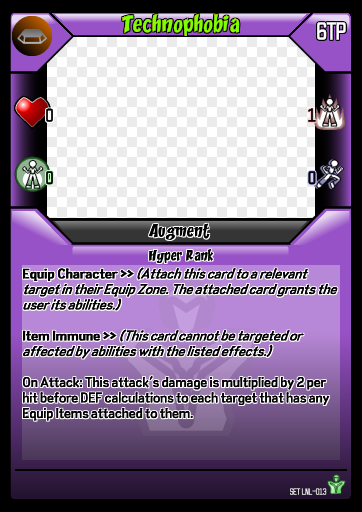 Technophobia
6TP
0
1
0
0
Augment
Hyper Rank
Equip Character >> (Attach this card to a relevant
target in their Equip Zone. The attached card grants the
user its abilities.)
Item Immune >> (This card cannot be targeted or
affected by abilities with the listed effects.)
On Attack: This attack's damage is multiplied by 2 per
hit before DEF calculations to each target that has any
Equip Items attached to them.
SET LNL-013